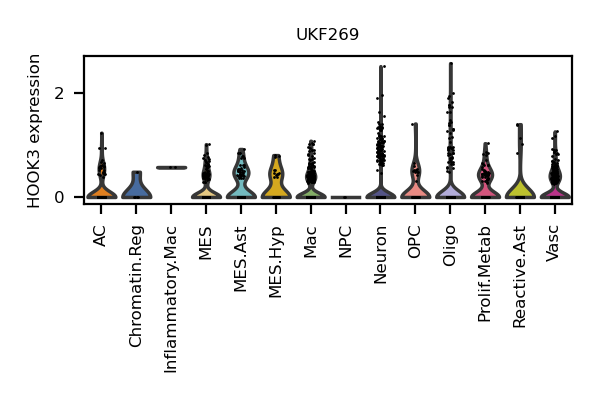 UKF269
HOOK3 expression
2
0
AC
Chromatin.Reg
Inflammatory.Mac
MES
MES.Ast
MES.Hyp
Mac
NPC
Neuron
OPC
Oligo
Prolif.Metab
Reactive.Ast
Vasc